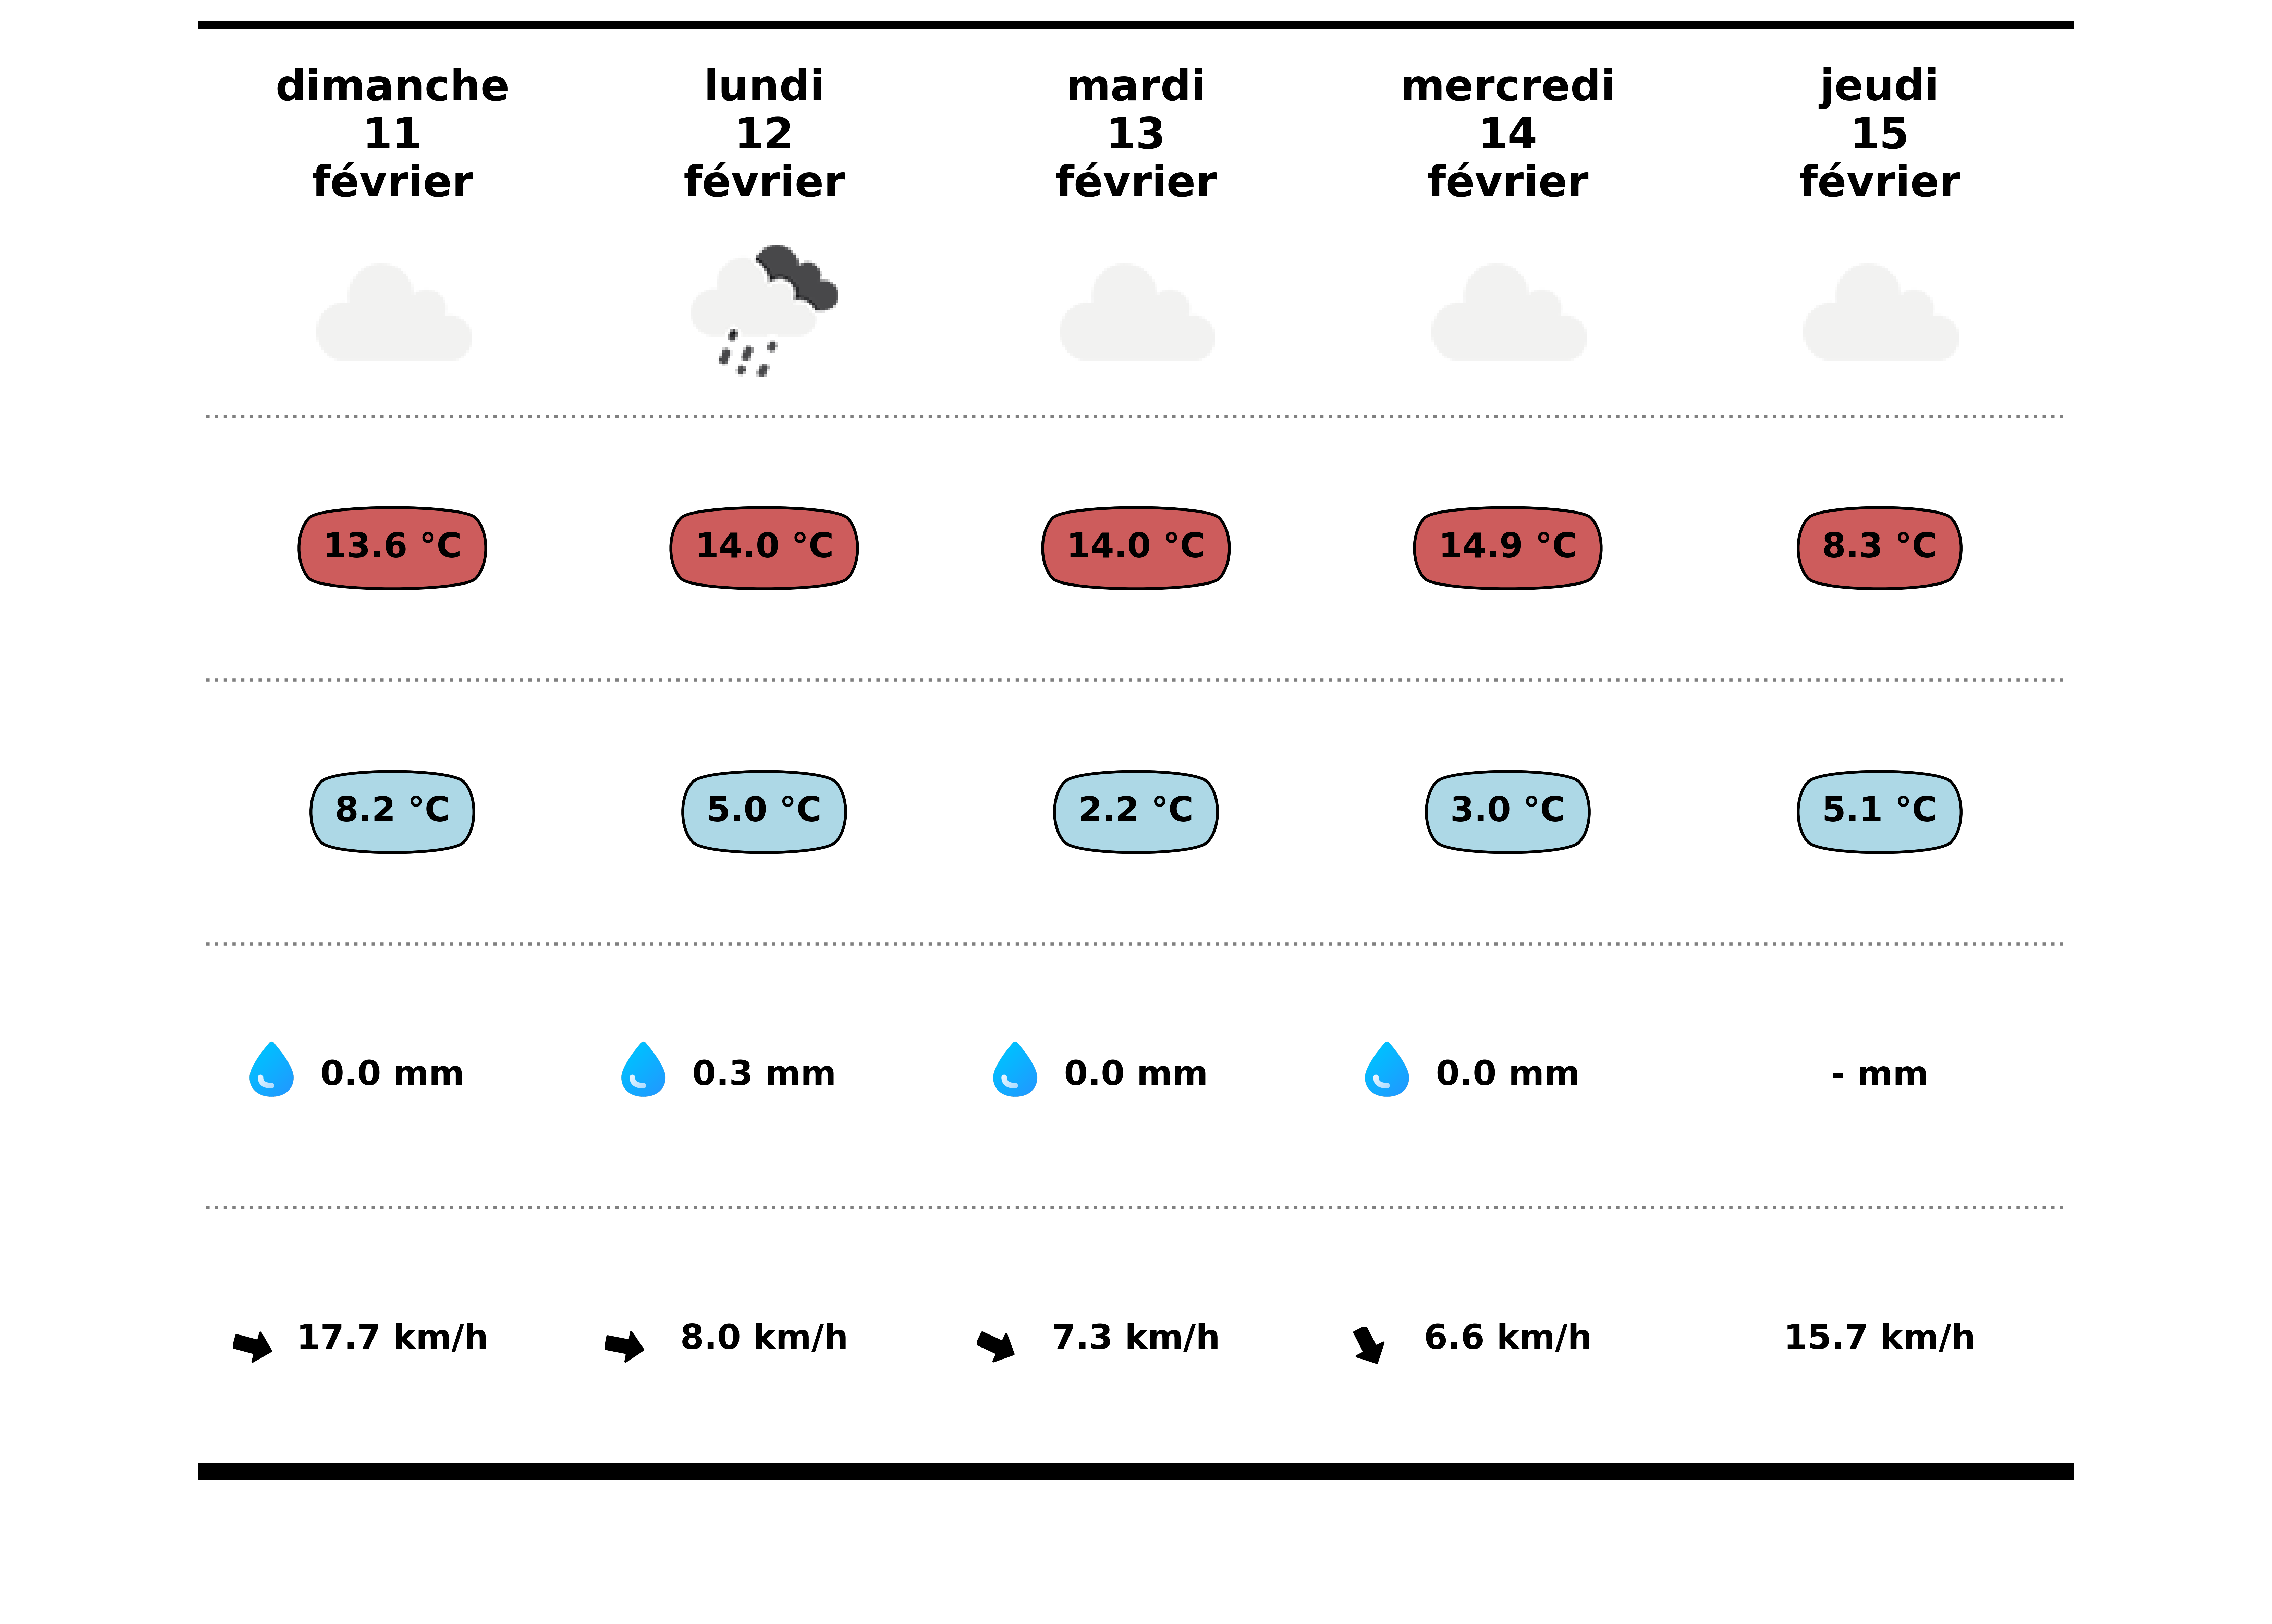 dimanche
11
février
lundi
12
février
mardi
13
février
mercredi
14
février
jeudi
15
février
13.6 °C
14.0 °C
14.0 °C
14.9 °C
8.3 °C
8.2 °C
5.0 °C
2.2 °C
3.0 °C
5.1 °C
0.0 mm
0.3 mm
0.0 mm
0.0 mm
- mm
17.7 km/h
8.0 km/h
7.3 km/h
6.6 km/h
15.7 km/h